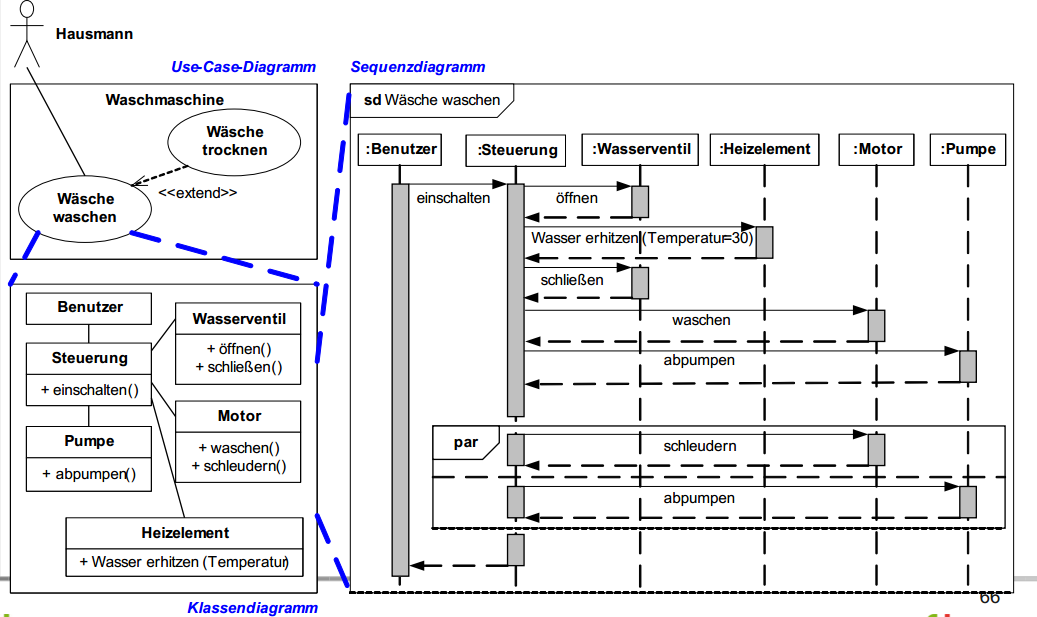 Hausmann
Use-Case-Diagramm
Waschmaschine
Wäsche
trocknen
<<extend>>
Wäsche
waschen
Benutzer
Steuerung
+ einschalten()
Pumpe
+ abpumpen()
Wasserventil
+ öffnen()
+ schließen()
Motor
+ waschen()
+ schleudern()
Heizelement
+ Wasser erhitzen (Temperatur)
Klassendiagramm
Sequenzdiagramm
sd Wäsche waschen
:Benutzer
:Steuerung
:Wasserventil
:Heizelement
:Motor
:Pumpe
einschalten
öffnen
Wasser erhitzen (Temperatur=30)
schließen
waschen
abpumpen
par
schleudern
abpumpen
66